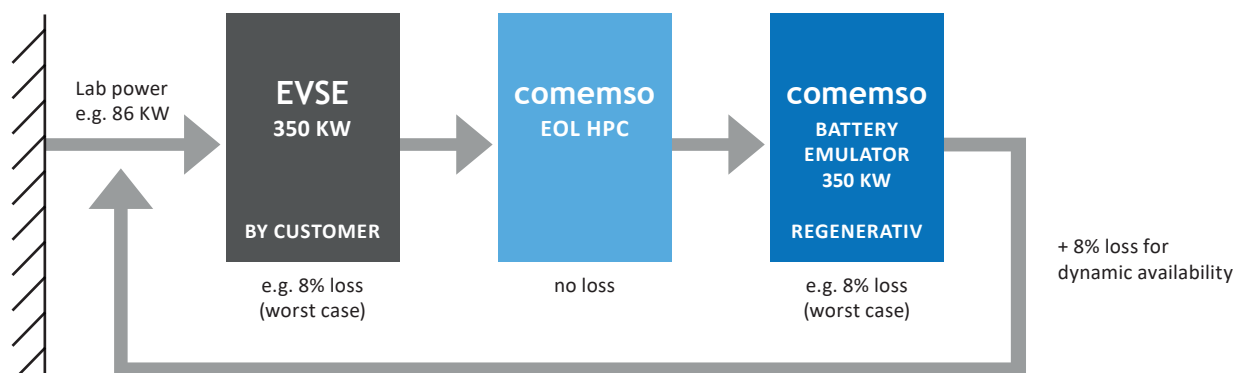 Lab power
e.g. 86 KW
EVSE
350 KW
BY CUSTOMER
e.g. 8% loss
(worst case)
comemso
EOL HPC
no loss
comemso
BATTERY
EMULATOR
350 KW
REGENERATIV
e.g. 8% loss
(worst case)
+ 8% loss for
dynamic availability